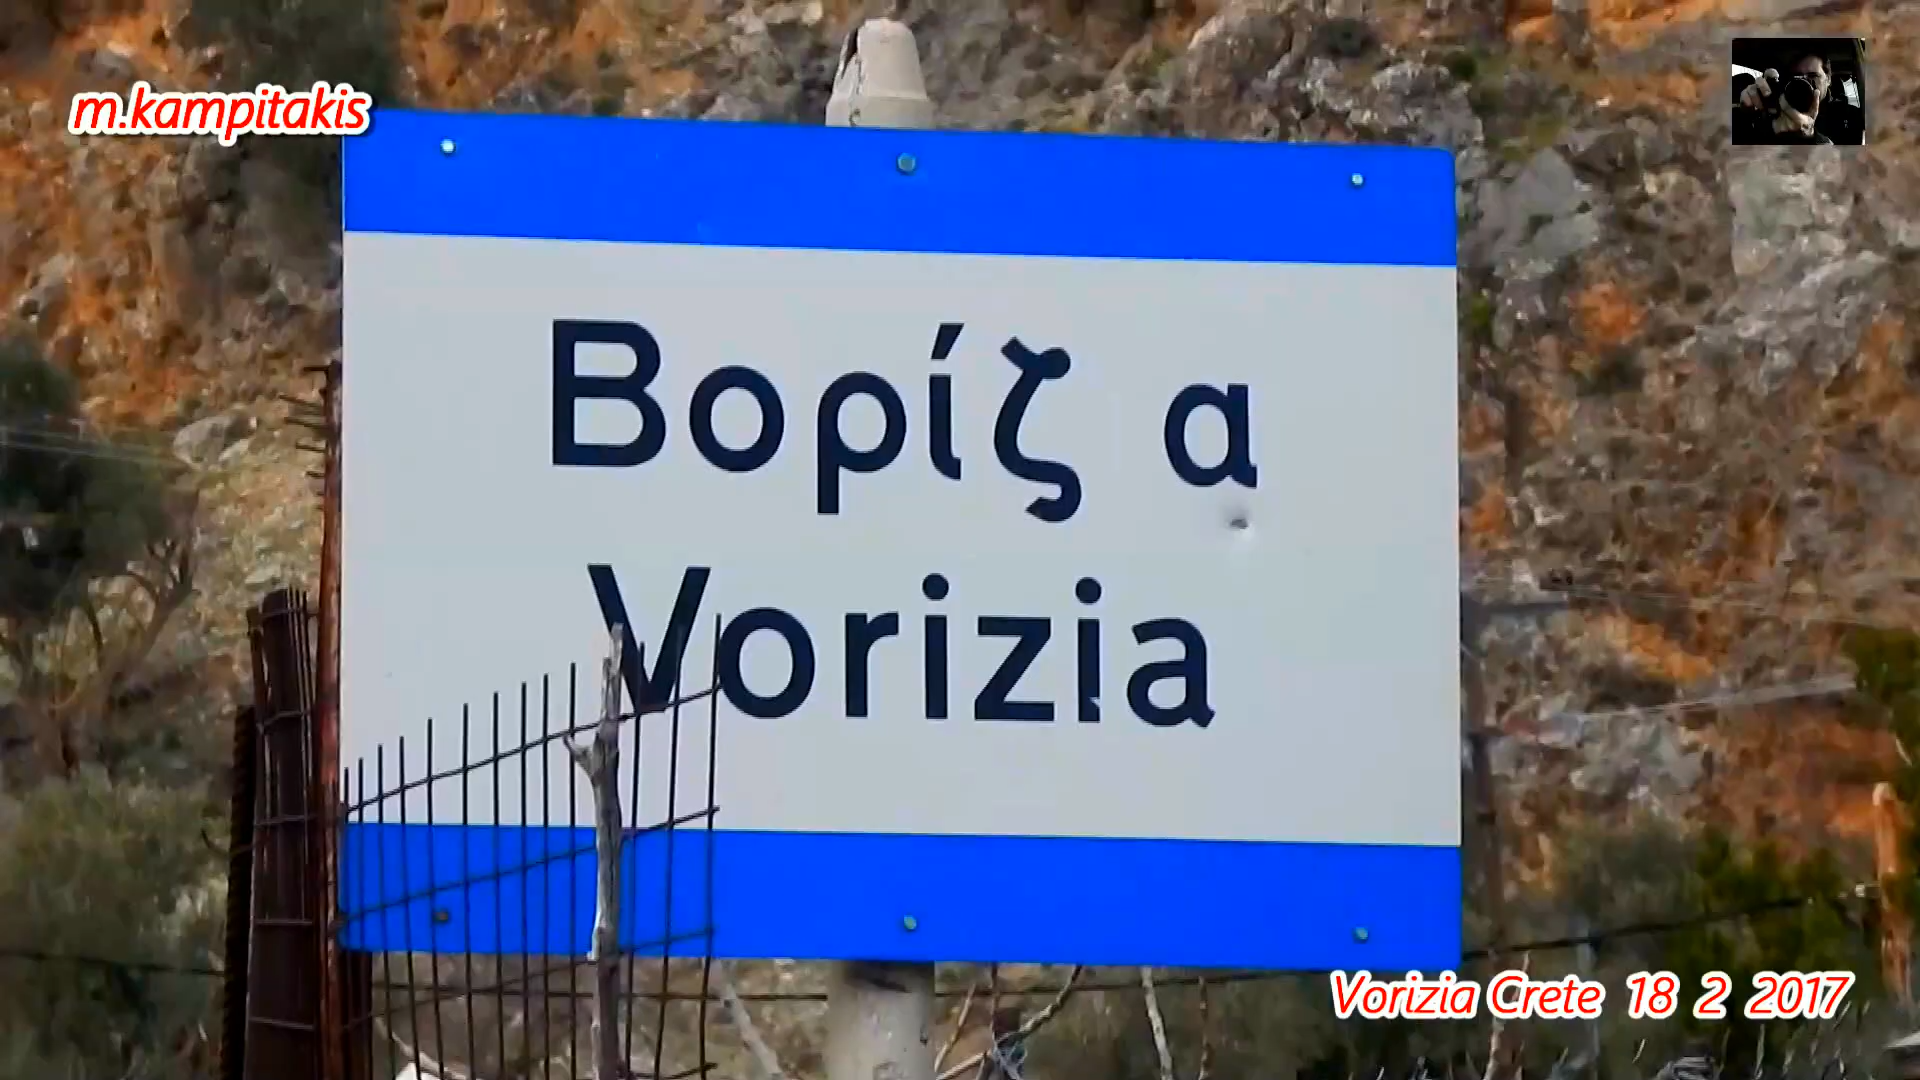 m.kampitakis
Βορίζ α
Vorizia
Vorizia Crete 18 2 2017